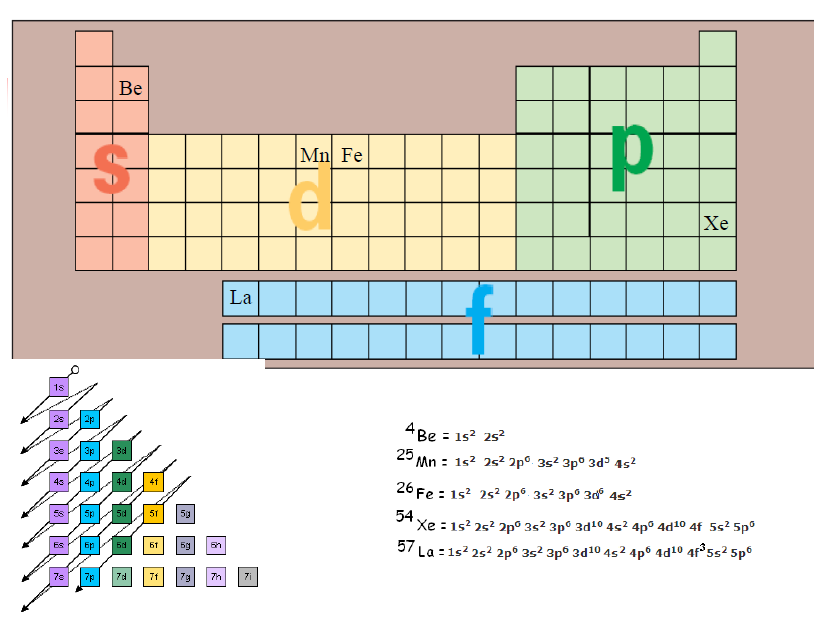 Be
Mn Fe
s
p
d
Xe
La
f
1s
2s 2p
3s 3p 3d
4s 4p 4d 4f
5s 5p 5d 5f 5g
6s 6p 6d 6f 6g 6h
7s 7p 7d 7f 7g 7h 7i
⁴Be = 1s² 2s²
²⁵Mn = 1s² 2s² 2p⁶ 3s² 3p⁶ 3d⁵ 4s²
²⁶Fe = 1s² 2s² 2p⁶ 3s² 3p⁶ 3d⁶ 4s²
⁵⁴Xe = 1s² 2s² 2p⁶ 3s² 3p⁶ 3d¹⁰ 4s² 4p⁶ 4d¹⁰ 4f 5s² 5p⁶
⁵⁷La = 1s² 2s² 2p⁶ 3s² 3p⁶ 3d¹⁰ 4s² 4p⁶ 4d¹⁰ 4f³ 5s² 5p⁶